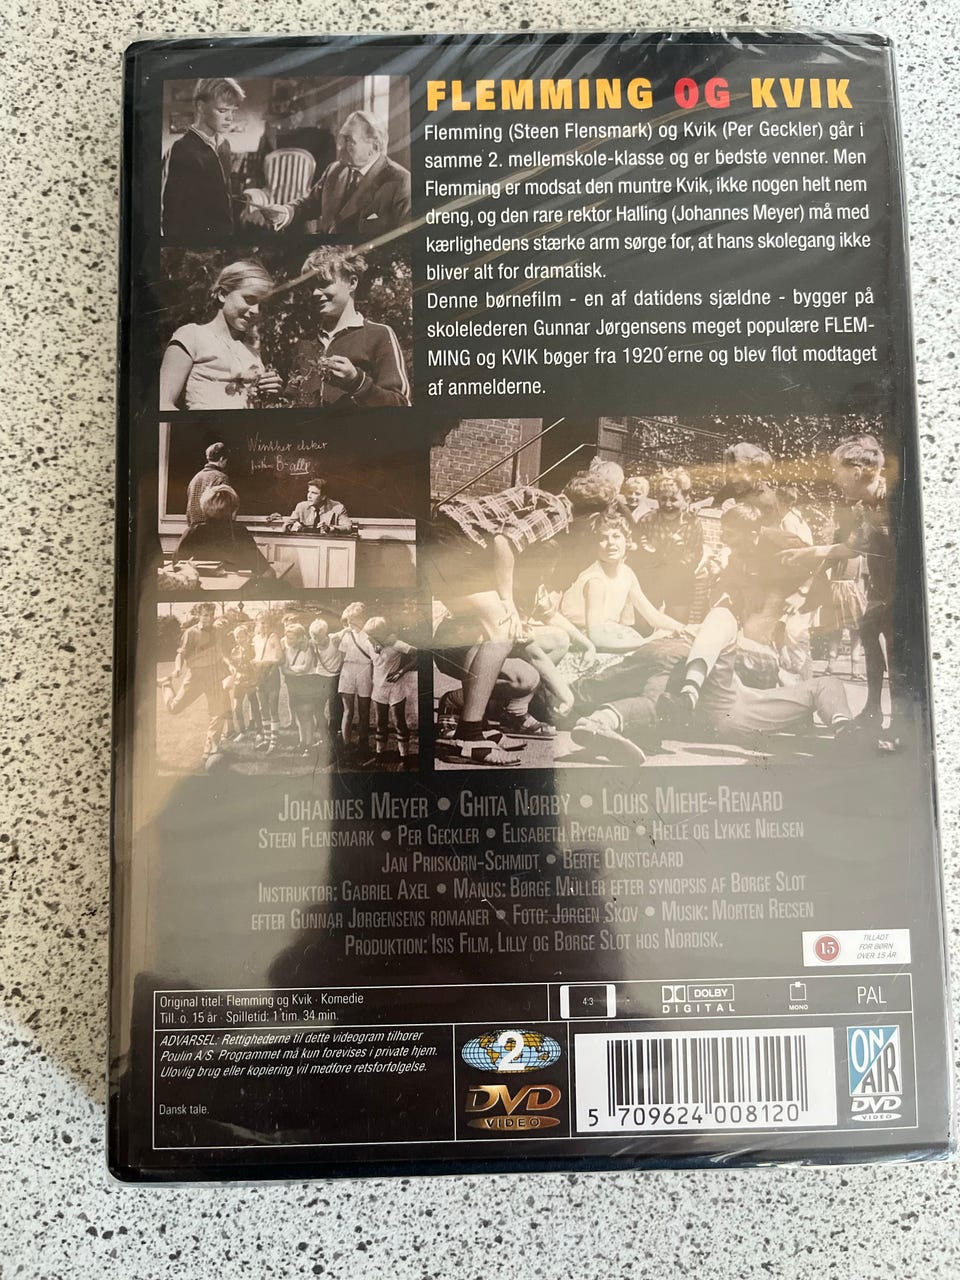 FLEMMING OG KVIK
Flemming (Steen Flensmark) og Kvik (Per Geckler) går i
samme 2. mellemskole-klasse og er bedste venner. Men
Flemming er modsat den muntre Kvik, ikke nogen helt nem
dreng, og den rare rektor Halling (Johannes Meyer) må med
kærlighedens stærke arm sørge for, at hans skolegang ikke
bliver alt for dramatisk.
Denne børnefilm - en af datidens sjældne - bygger på
skolelederen Gunnar Jørgensens meget populære FLEM-
MING og KVIK bøger fra 1920´erne og blev flot modtaget
af anmelderne.
Winther elsker
B-alle
JOHANNES MEYER • GHITA NØRBY • LOUIS MIEHE-RENARD
STEEN FLENSMARK • PER GECKLER • ELISABETH RYGAARD • HELLE OG LYKKE NIELSEN
JAN PRIISKORN-SCHMIDT • BERTE QVISTGAARD
INSTRUKTØR: GABRIEL AXEL • MANUS: BØRGE MÜLLER EFTER SYNOPSIS AF BØRGE SLOT
EFTER GUNNAR JØRGENSENS ROMANER • FOTO: JØRGEN SKOV • MUSIK: MORTEN RECSEN
PRODUKTION: ISIS FILM, LILLY OG BØRGE SLOT HOS NORDISK.
15
TILLADT
FOR BØRN
OVER 15 ÅR
Original titel: Flemming og Kvik · Komedie
Till. o. 15 år · Spilletid: 1 tim. 34 min.
4:3
DOLBY
DIGITAL
MONO
PAL
ADVARSEL: Rettighederne til dette videogram tilhører
Poulin A/S. Programmet må kun forevises i private hjem.
Ulovlig brug eller kopiering vil medføre retsforfølgelse.
Dansk tale.
2
DVD
VIDEO
5 709624 008120
ON
AIR
DVD
VIDEO